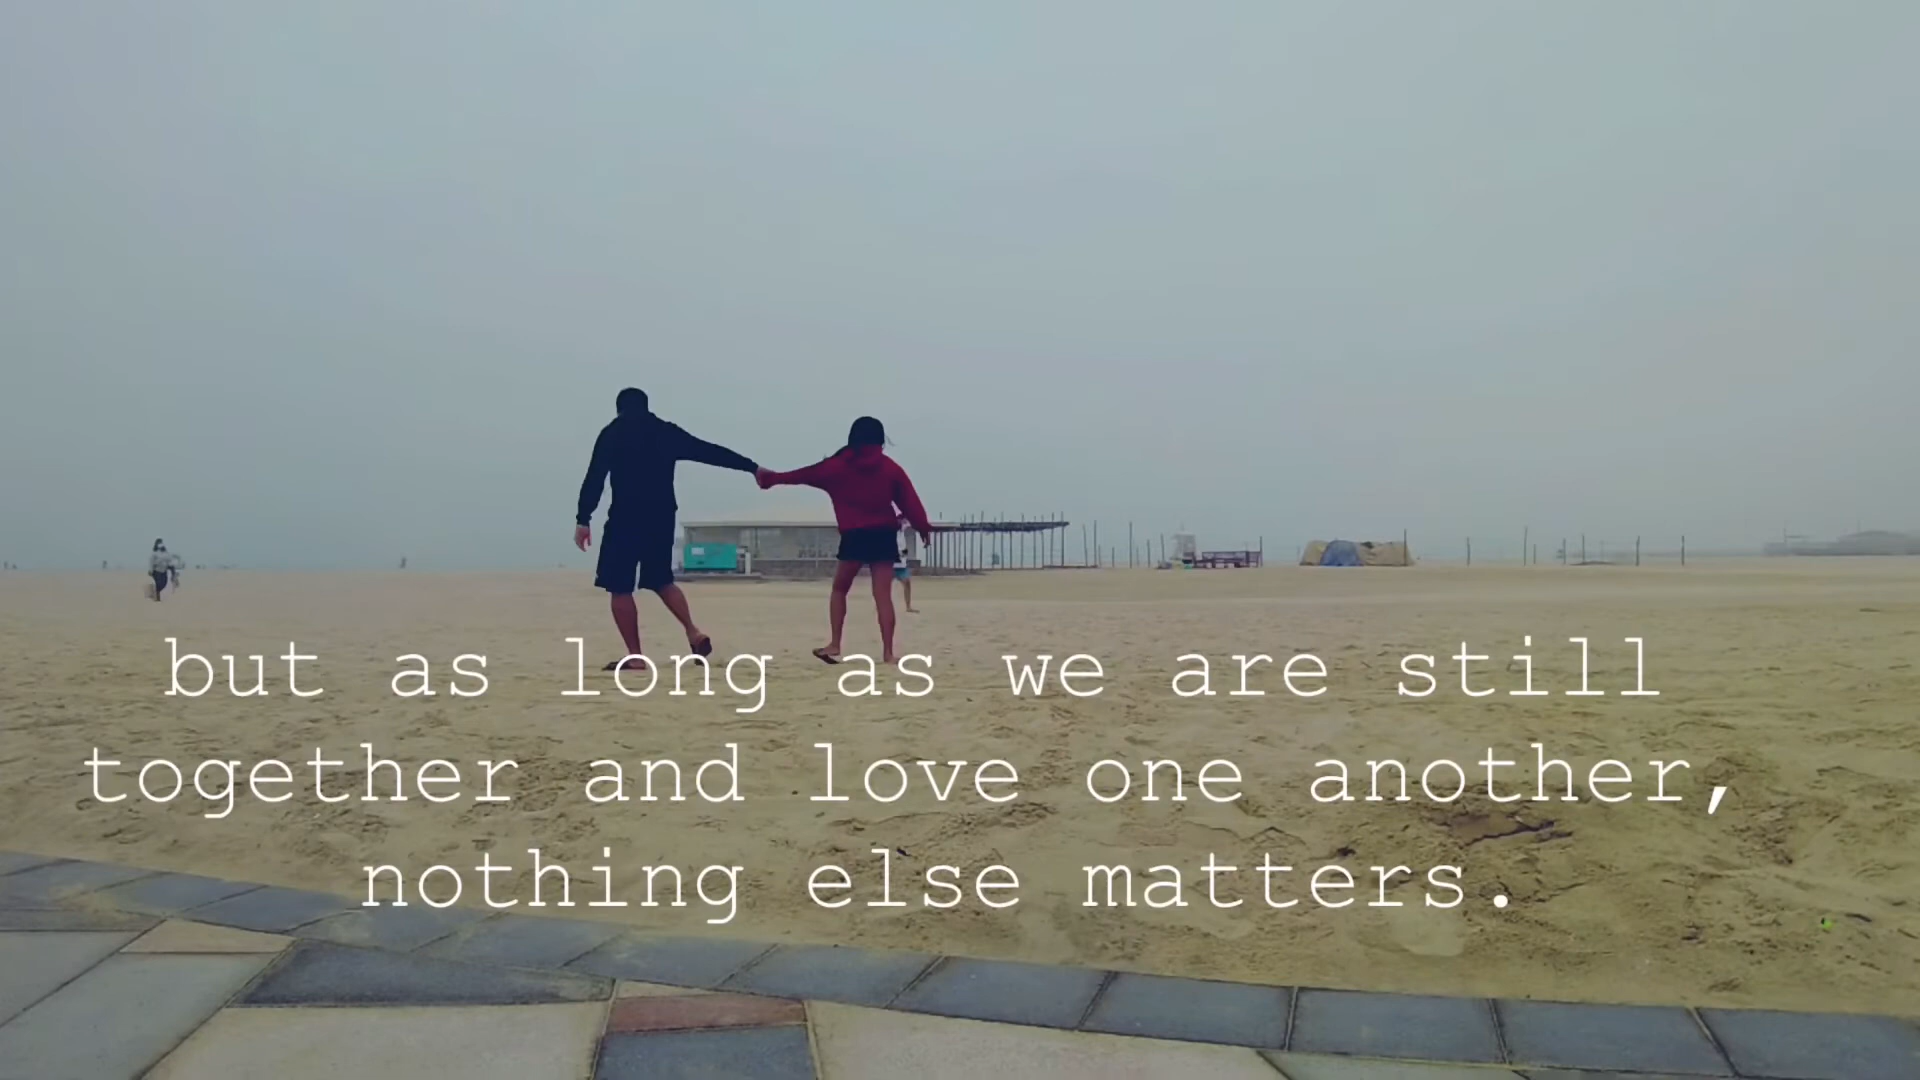 but as long as we are still
together and love one another,
nothing else matters.